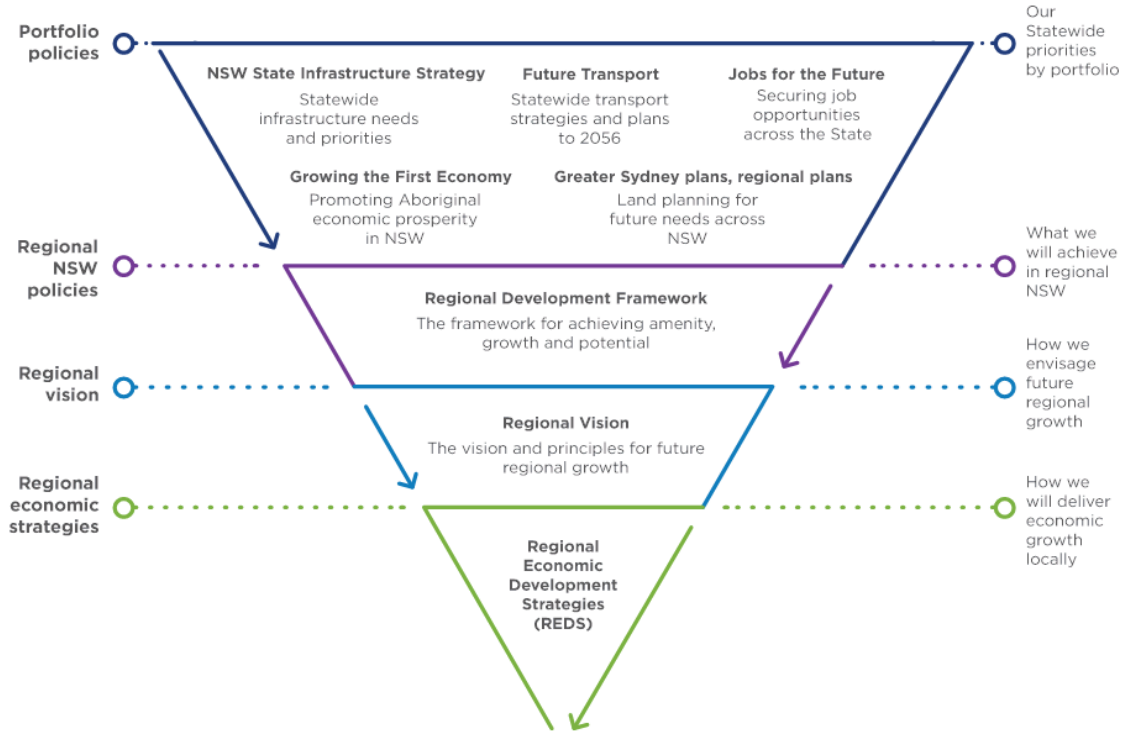 Portfolio
policies
Our
Statewide
priorities
by portfolio
NSW State Infrastructure Strategy
Statewide
infrastructure needs
and priorities
Future Transport
Statewide transport
strategies and plans
to 2056
Jobs for the Future
Securing job
opportunities
across the State
Growing the First Economy
Promoting Aboriginal
economic prosperity
in NSW
Greater Sydney plans, regional plans
Land planning for
future needs across
NSW
Regional
NSW
policies
What we
will achieve
in regional
NSW
Regional Development Framework
The framework for achieving amenity,
growth and potential
Regional
vision
How we
envisage
future
regional
growth
Regional Vision
The vision and principles for future
regional growth
Regional
economic
strategies
How we
will deliver
economic
growth
locally
Regional
Economic
Development
Strategies
(REDS)